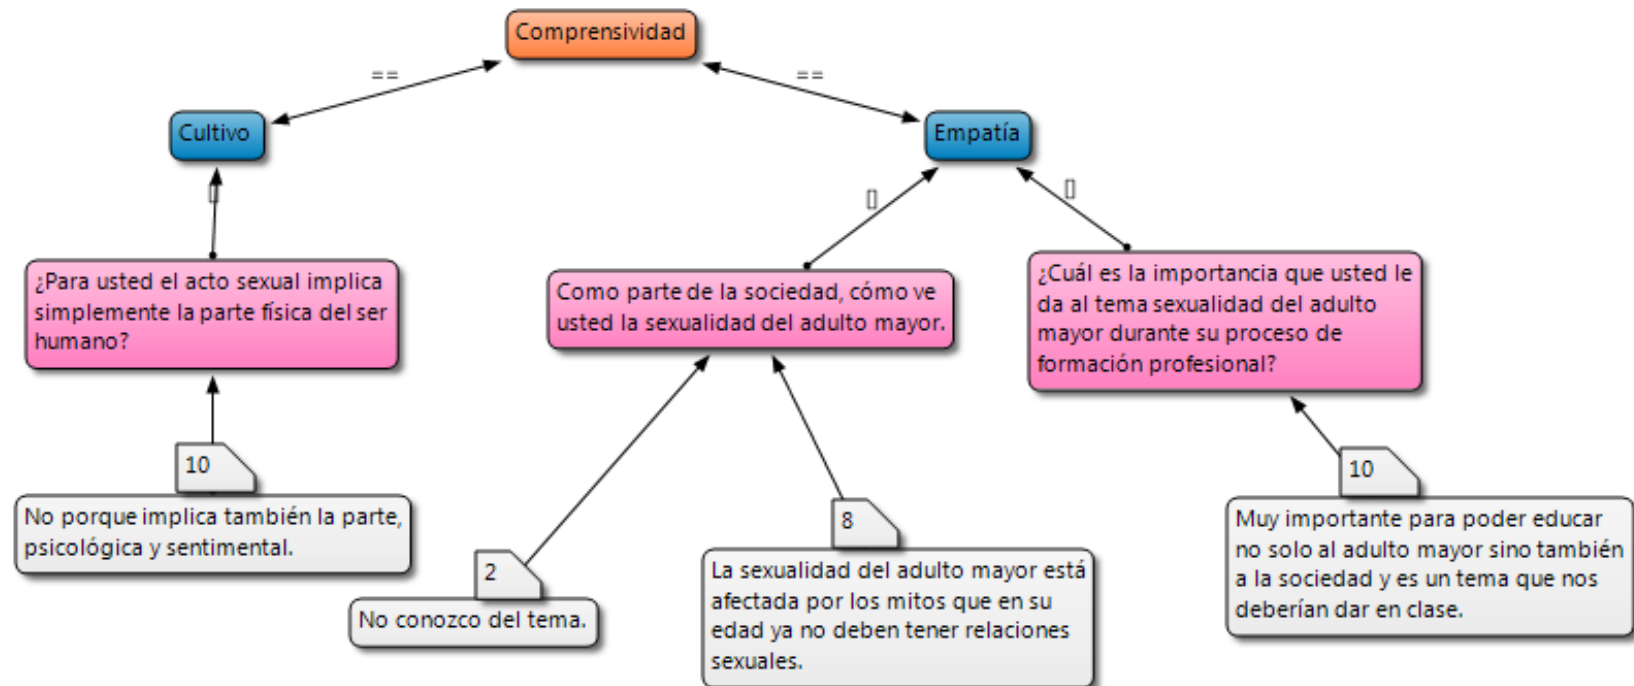 Comprensividad
==
==
Cultivo
Empatía
[]
[]
[]
¿Para usted el acto sexual implica
simplemente la parte física del ser
humano?
Como parte de la sociedad, cómo ve
usted la sexualidad del adulto mayor.
¿Cuál es la importancia que usted le
da al tema sexualidad del adulto
mayor durante su proceso de
formación profesional?
10
No porque implica también la parte,
psicológica y sentimental.
2
No conozco del tema.
8
La sexualidad del adulto mayor está
afectada por los mitos que en su
edad ya no deben tener relaciones
sexuales.
10
Muy importante para poder educar
no solo al adulto mayor sino también
a la sociedad y es un tema que nos
deberían dar en clase.